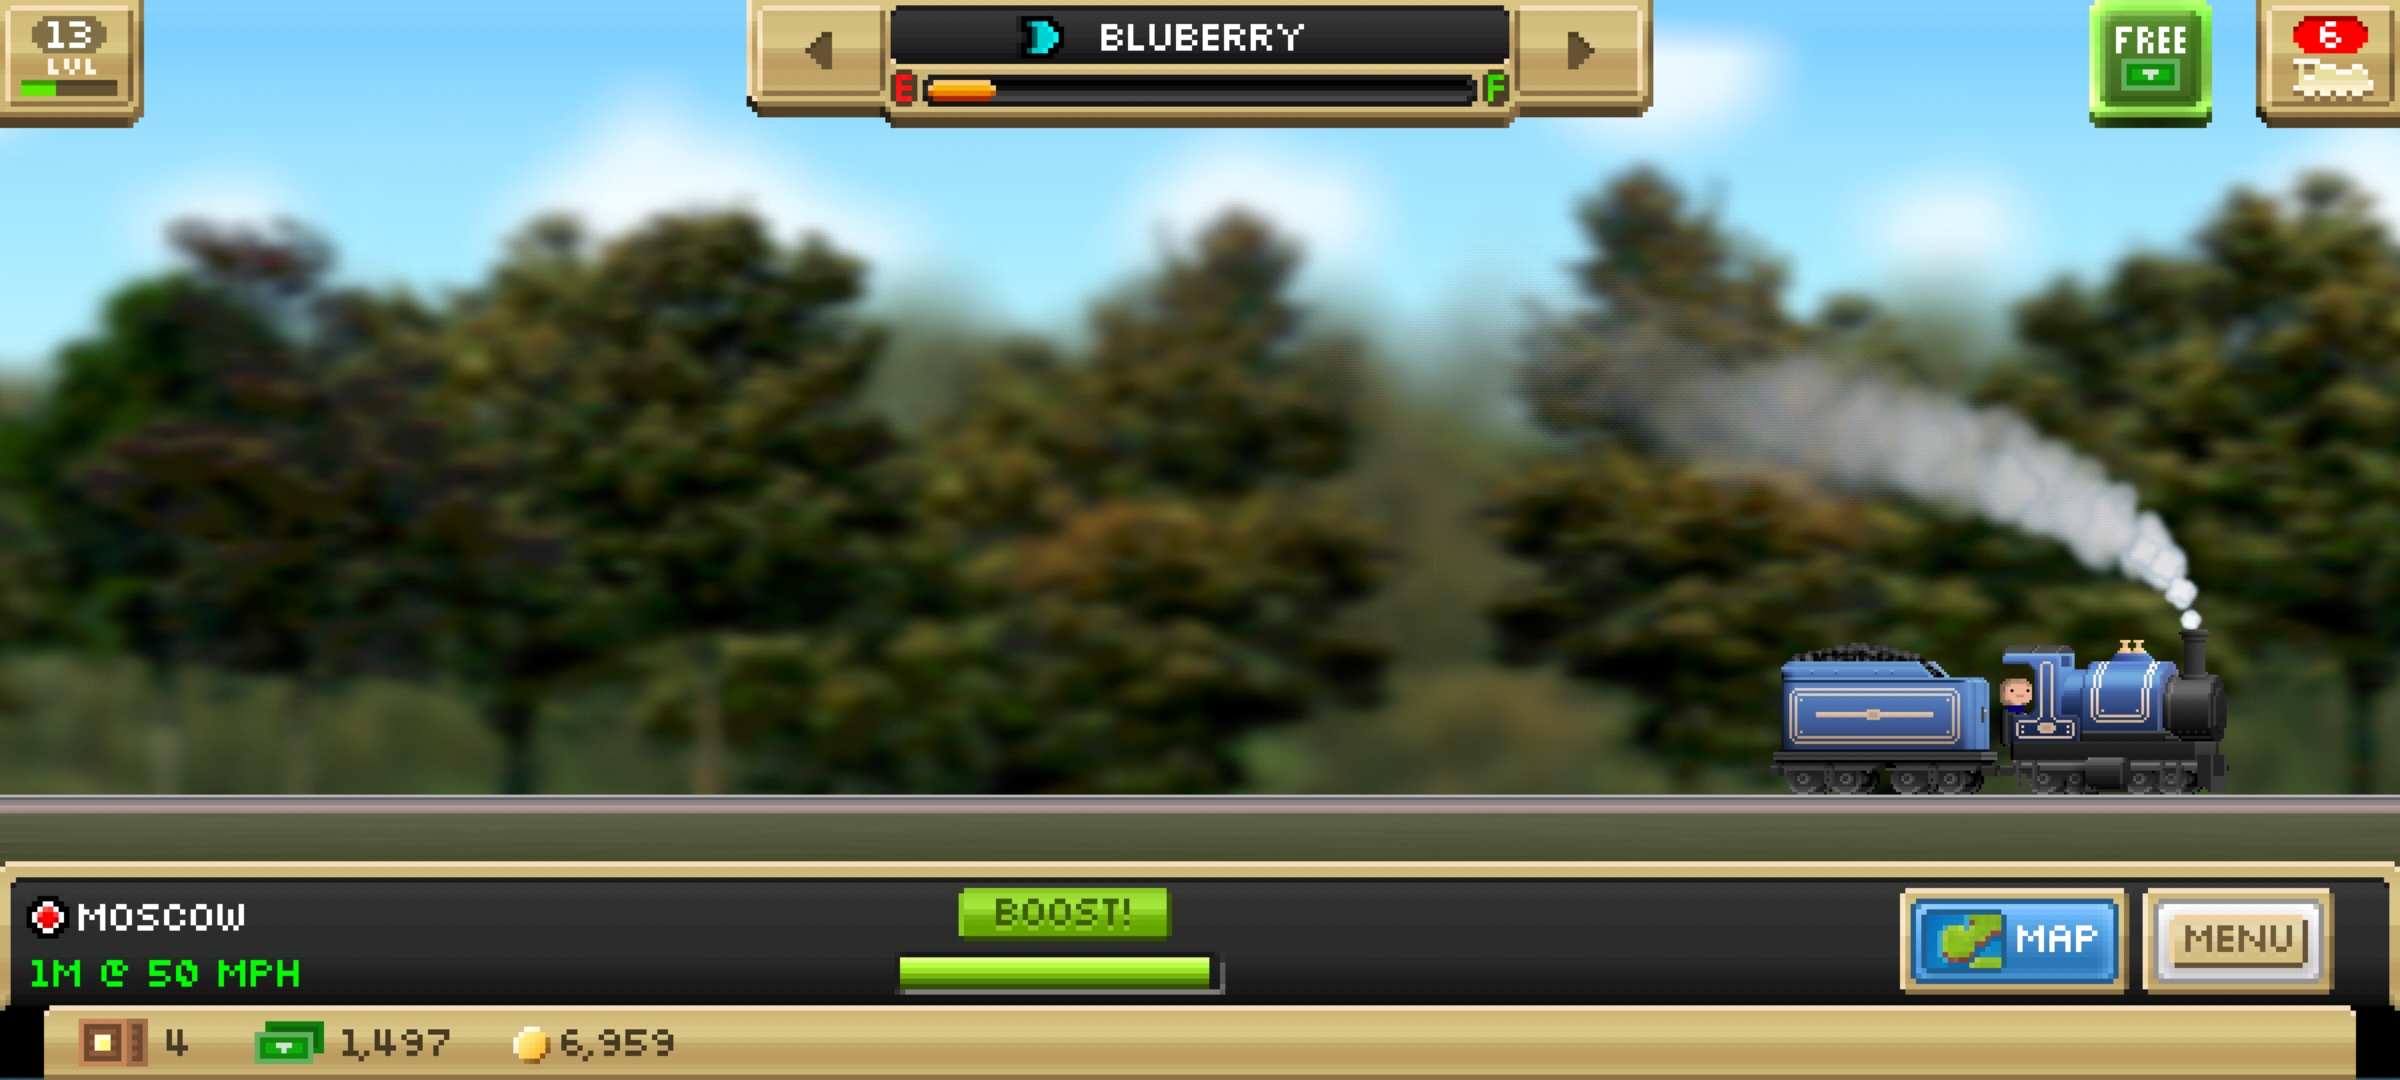 13
LVL
BLUBERRY
E F
FREE
6
MOSCOW
1M @ 50 MPH
BOOST!
MAP
MENU
4 1,497 6,959